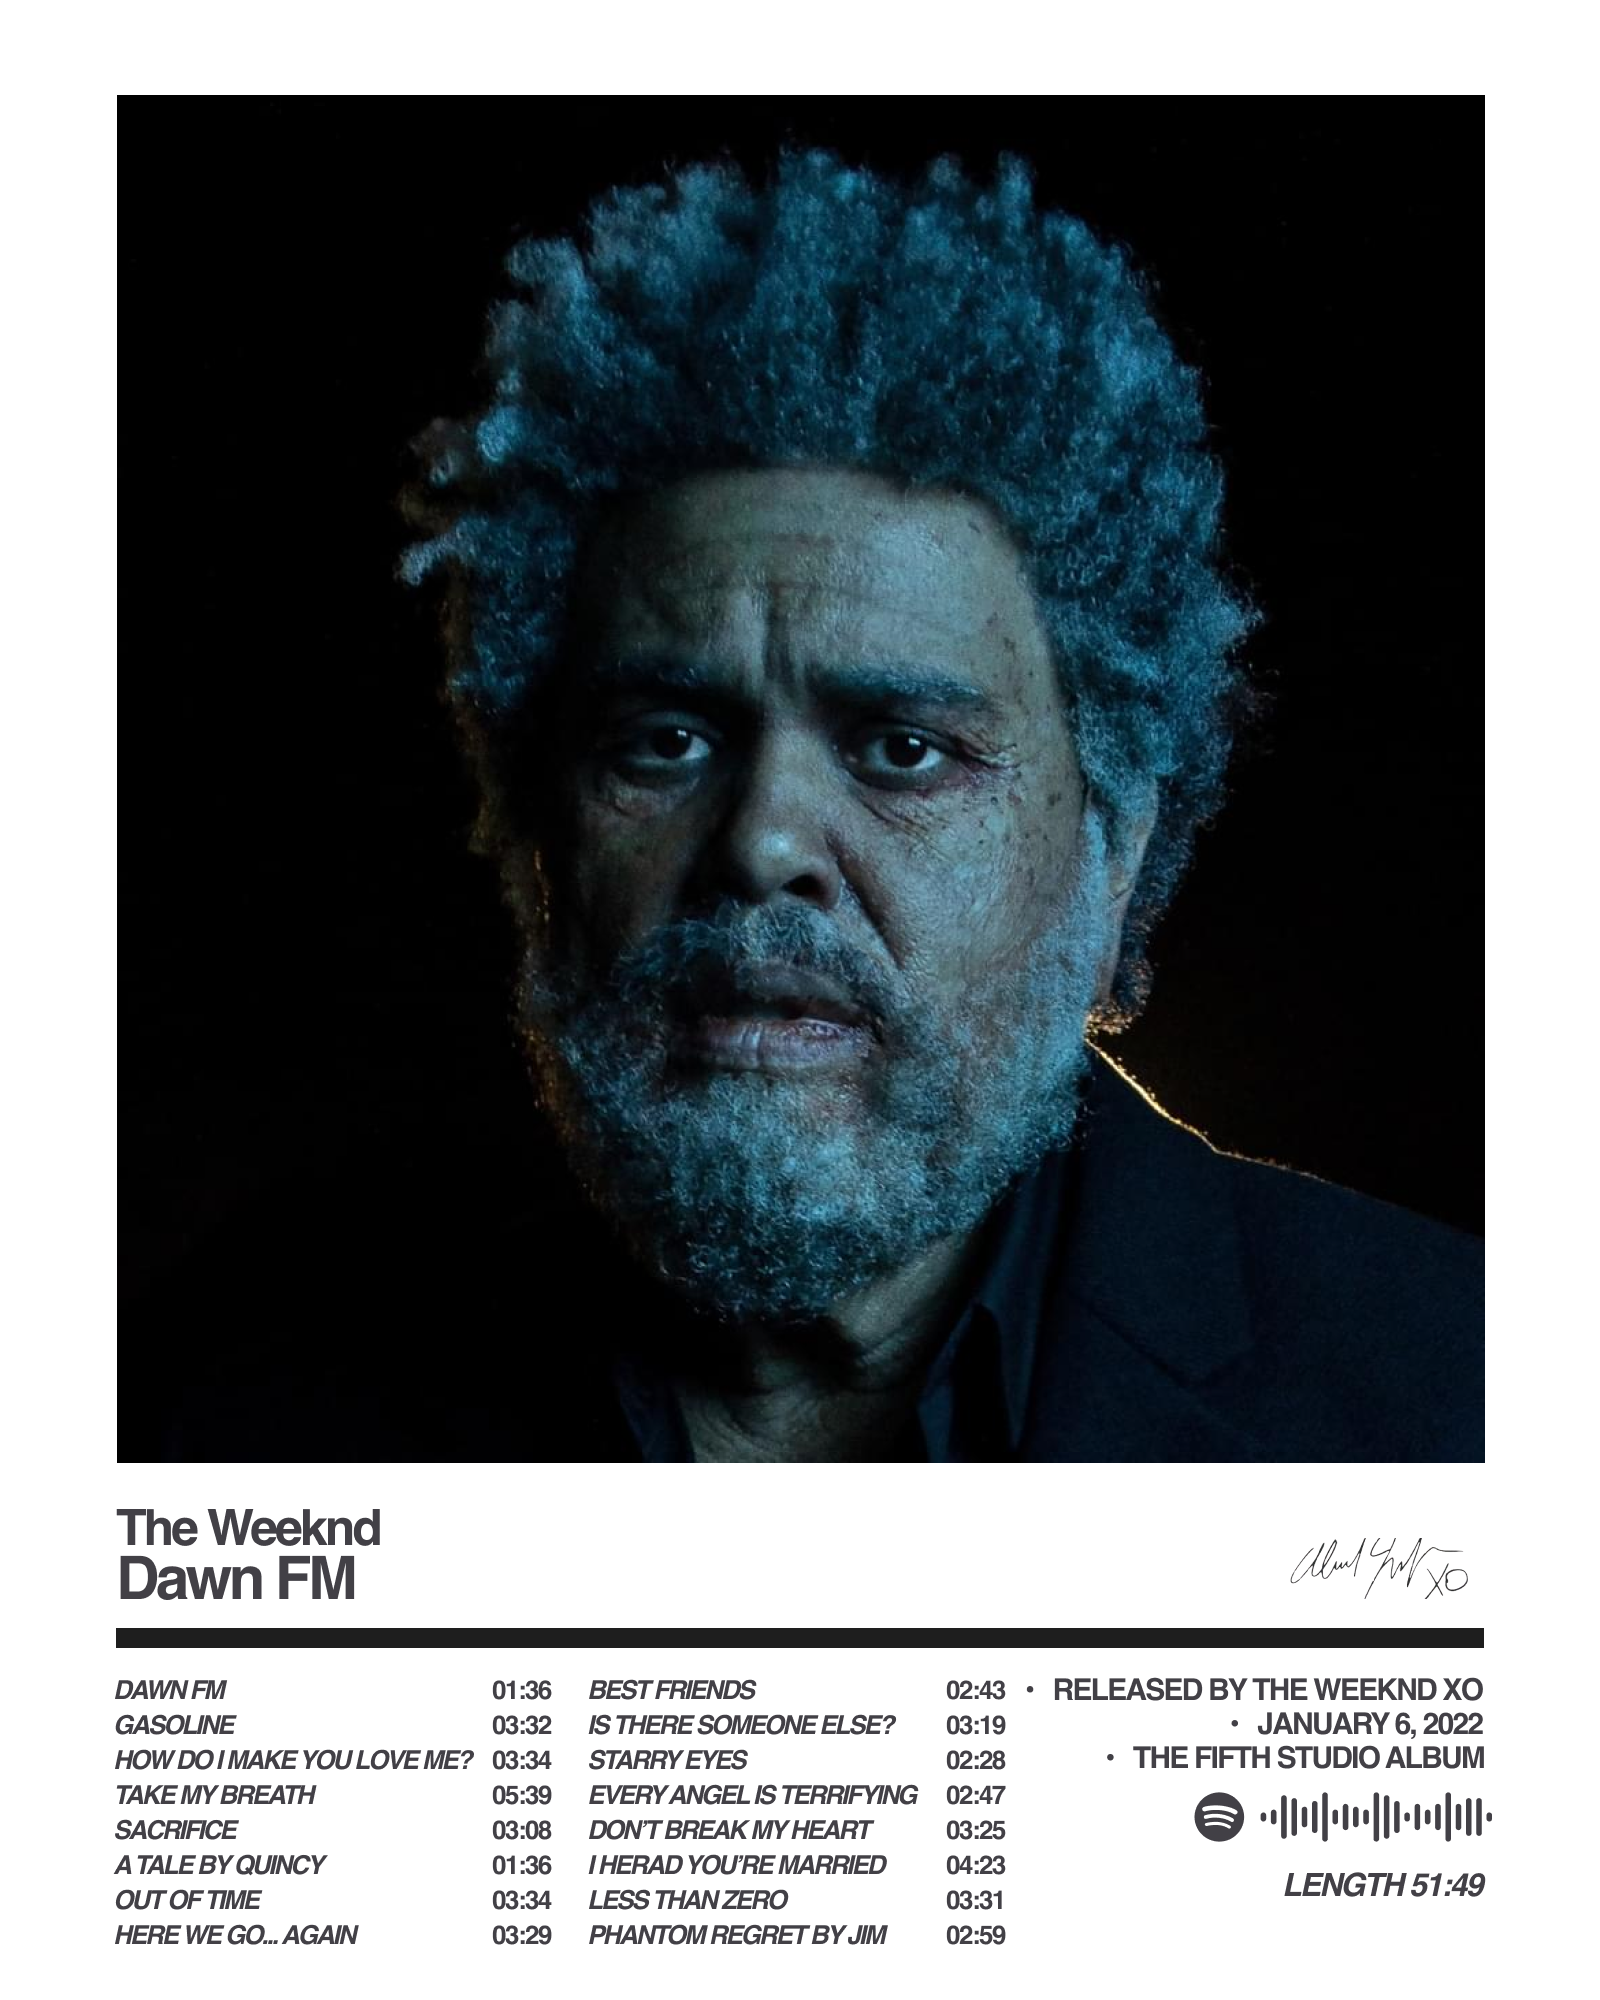 The Weeknd
Dawn FM
XO
DAWN FM 01:36
GASOLINE 03:32
HOW DO I MAKE YOU LOVE ME? 03:34
TAKE MY BREATH 05:39
SACRIFICE 03:08
A TALE BY QUINCY 01:36
OUT OF TIME 03:34
HERE WE GO... AGAIN 03:29
BEST FRIENDS 02:43
IS THERE SOMEONE ELSE? 03:19
STARRY EYES 02:28
EVERY ANGEL IS TERRIFYING 02:47
DON'T BREAK MY HEART 03:25
I HERAD YOU'RE MARRIED 04:23
LESS THAN ZERO 03:31
PHANTOM REGRET BY JIM 02:59
• RELEASED BY THE WEEKND XO
• JANUARY 6, 2022
• THE FIFTH STUDIO ALBUM
LENGTH 51:49